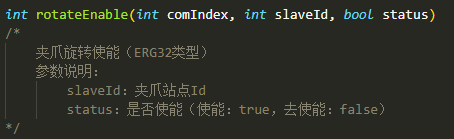 int rotateEnable(int comIndex, int slaveId, bool status)
/*
夹爪旋转使能（ERG32类型）
参数说明：
slaveId：夹爪站点Id
status：是否使能（使能：true，去使能：false）
*/